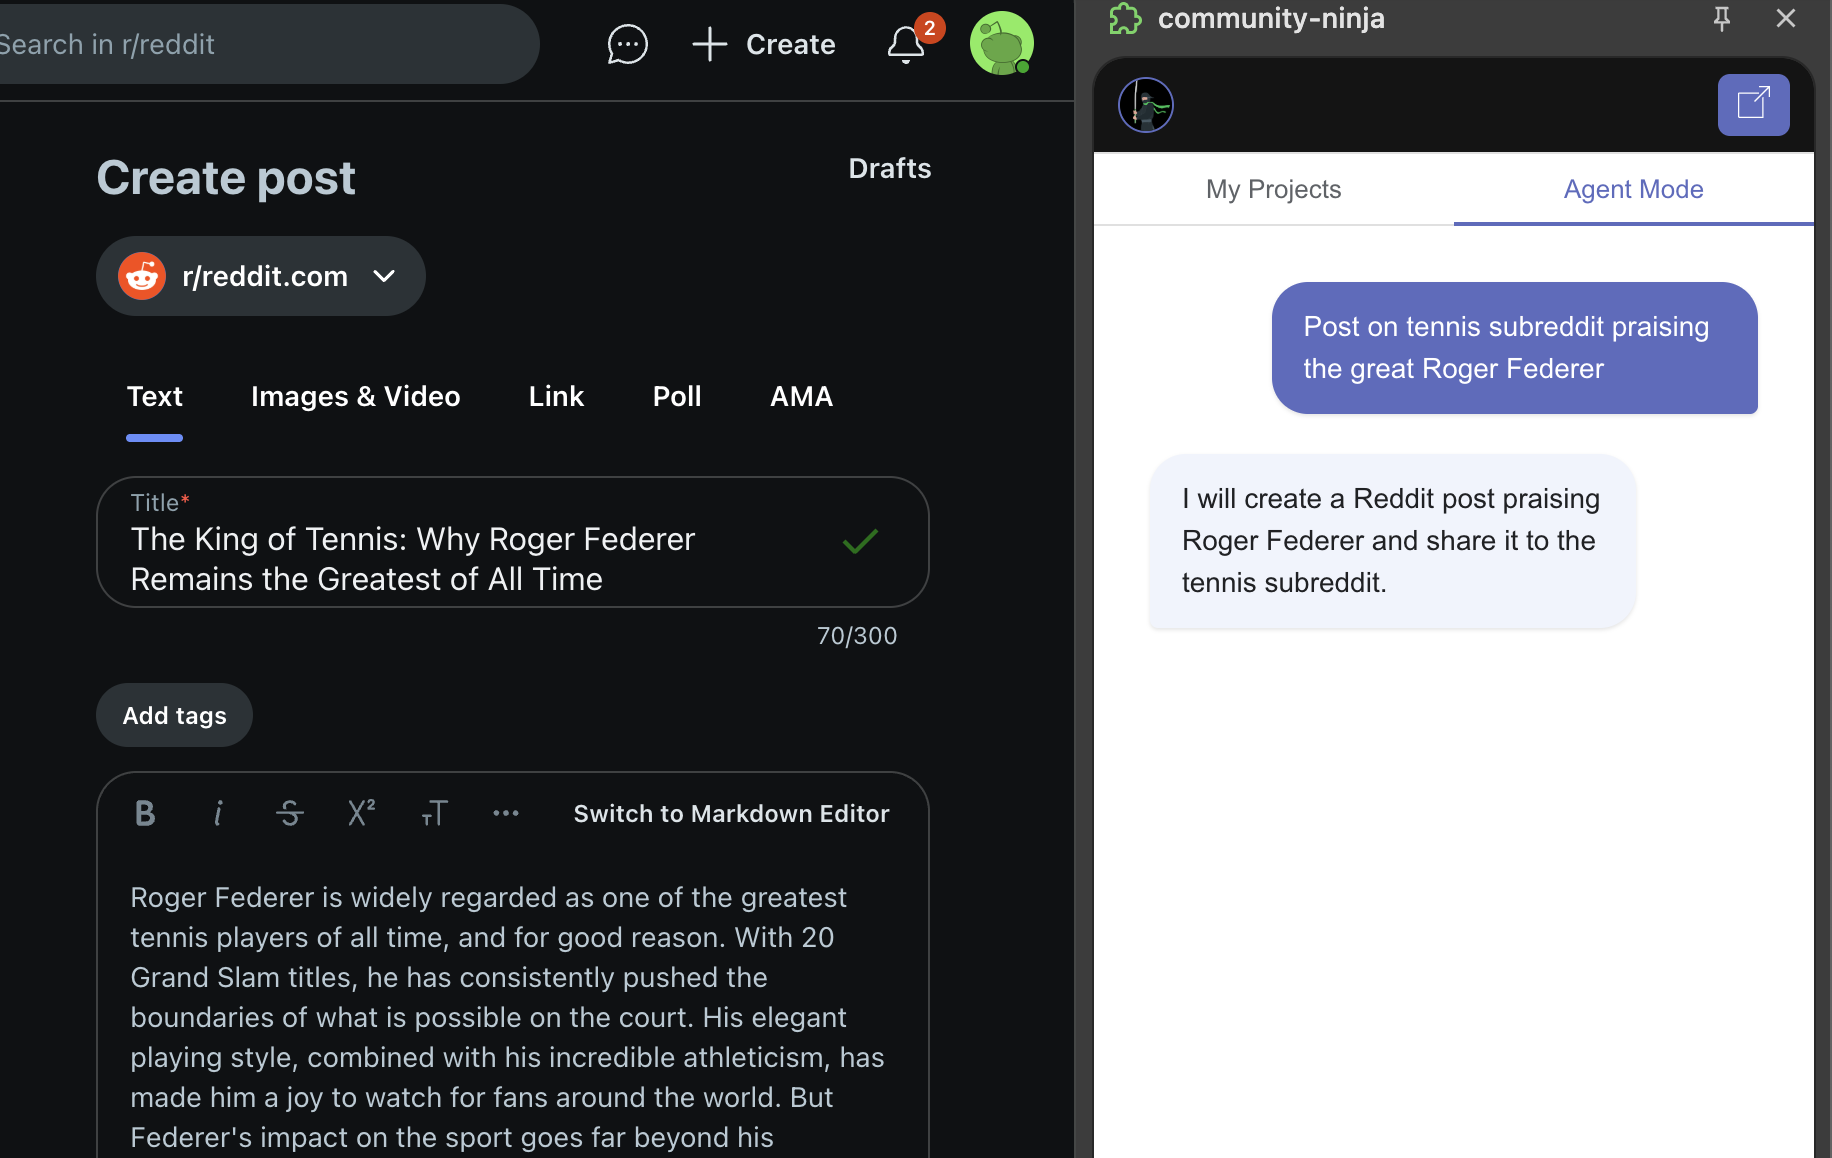 Search in r/reddit
Create
2
Create post
Drafts
r/reddit.com
Text
Images & Video
Link
Poll
AMA
Title*
The King of Tennis: Why Roger Federer
Remains the Greatest of All Time
70/300
Add tags
B
i
S
X²
TT
Switch to Markdown Editor
Roger Federer is widely regarded as one of the greatest
tennis players of all time, and for good reason. With 20
Grand Slam titles, he has consistently pushed the
boundaries of what is possible on the court. His elegant
playing style, combined with his incredible athleticism, has
made him a joy to watch for fans around the world. But
Federer's impact on the sport goes far beyond his
community-ninja
My Projects
Agent Mode
Post on tennis subreddit praising
the great Roger Federer
I will create a Reddit post praising
Roger Federer and share it to the
tennis subreddit.